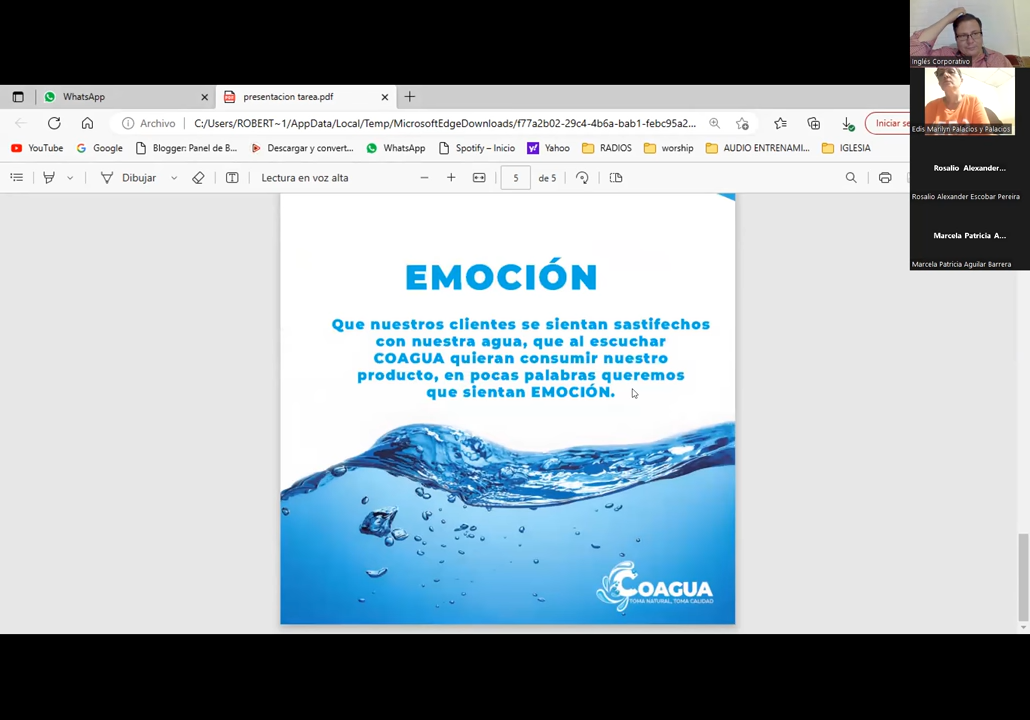 WhatsApp
presentacion tarea.pdf
Archivo
C:/Users/ROBERT~1/AppData/Local/Temp/MicrosoftEdgeDownloads/f77a2b02-29c4-4b6a-bab1-febc95a2...
Iniciar se
YouTube
Google
Blogger: Panel de B...
Descargar y convert...
WhatsApp
Spotify – Inicio
Yahoo
RADIOS
worship
AUDIO ENTRENAMI...
IGLESIA
Dibujar
Lectura en voz alta
5 de 5
EMOCIÓN
Que nuestros clientes se sientan sastifechos
con nuestra agua, que al escuchar
COAGUA quieran consumir nuestro
producto, en pocas palabras queremos
que sientan EMOCIÓN.
COAGUA
TOMA NATURAL, TOMA CALIDAD
Inglés Corporativo
Edis Marilyn Palacios y Palacios
Rosalio Alexander...
Rosalio Alexander Escobar Pereira
Marcela Patricia A...
Marcela Patricia Aguilar Barrera